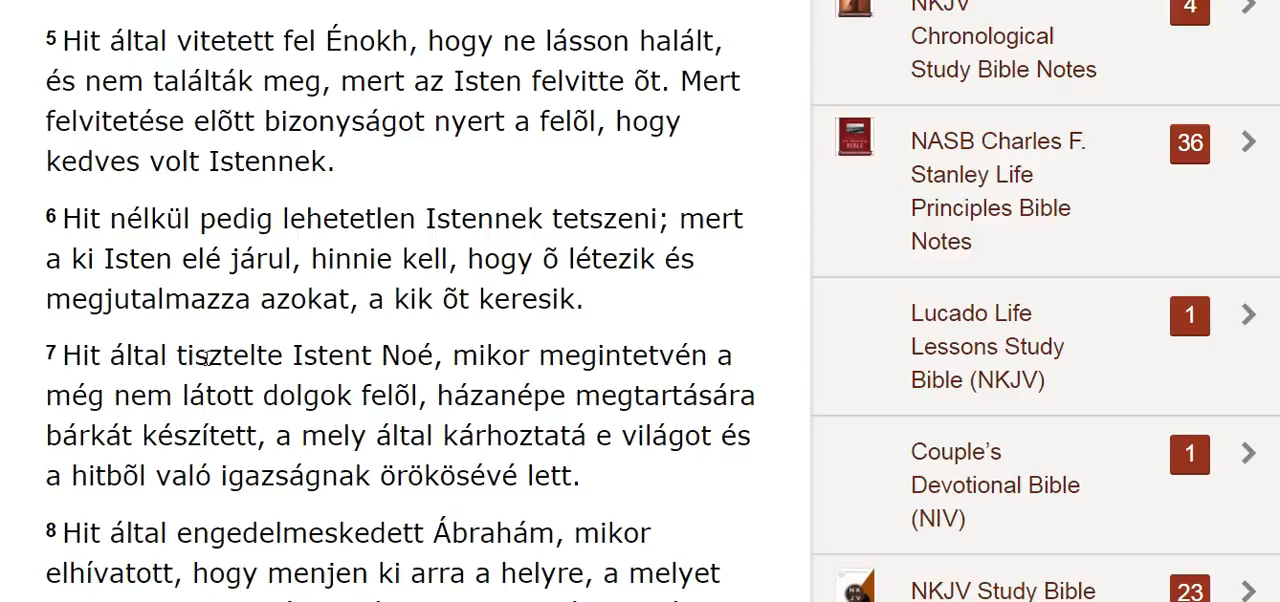 5 Hit által vitetett fel Énokh, hogy ne lásson halált,
és nem találták meg, mert az Isten felvitte õt. Mert
felvitetése elõtt bizonyságot nyert a felõl, hogy
kedves volt Istennek.
6 Hit nélkül pedig lehetetlen Istennek tetszeni; mert
a ki Isten elé járul, hinnie kell, hogy õ létezik és
megjutalmazza azokat, a kik õt keresik.
7 Hit által tisztelte Istent Noé, mikor megintetvén a
még nem látott dolgok felõl, házanépe megtartására
bárkát készített, a mely által kárhoztatá e világot és
a hitbõl való igazságnak örökösévé lett.
8 Hit által engedelmeskedett Ábrahám, mikor
elhívatott, hogy menjen ki arra a helyre, a melyet
NKJV
Chronological
Study Bible Notes
4
NASB Charles F.
Stanley Life
Principles Bible
Notes
36
Lucado Life
Lessons Study
Bible (NKJV)
1
Couple’s
Devotional Bible
(NIV)
1
NKJV Study Bible
23